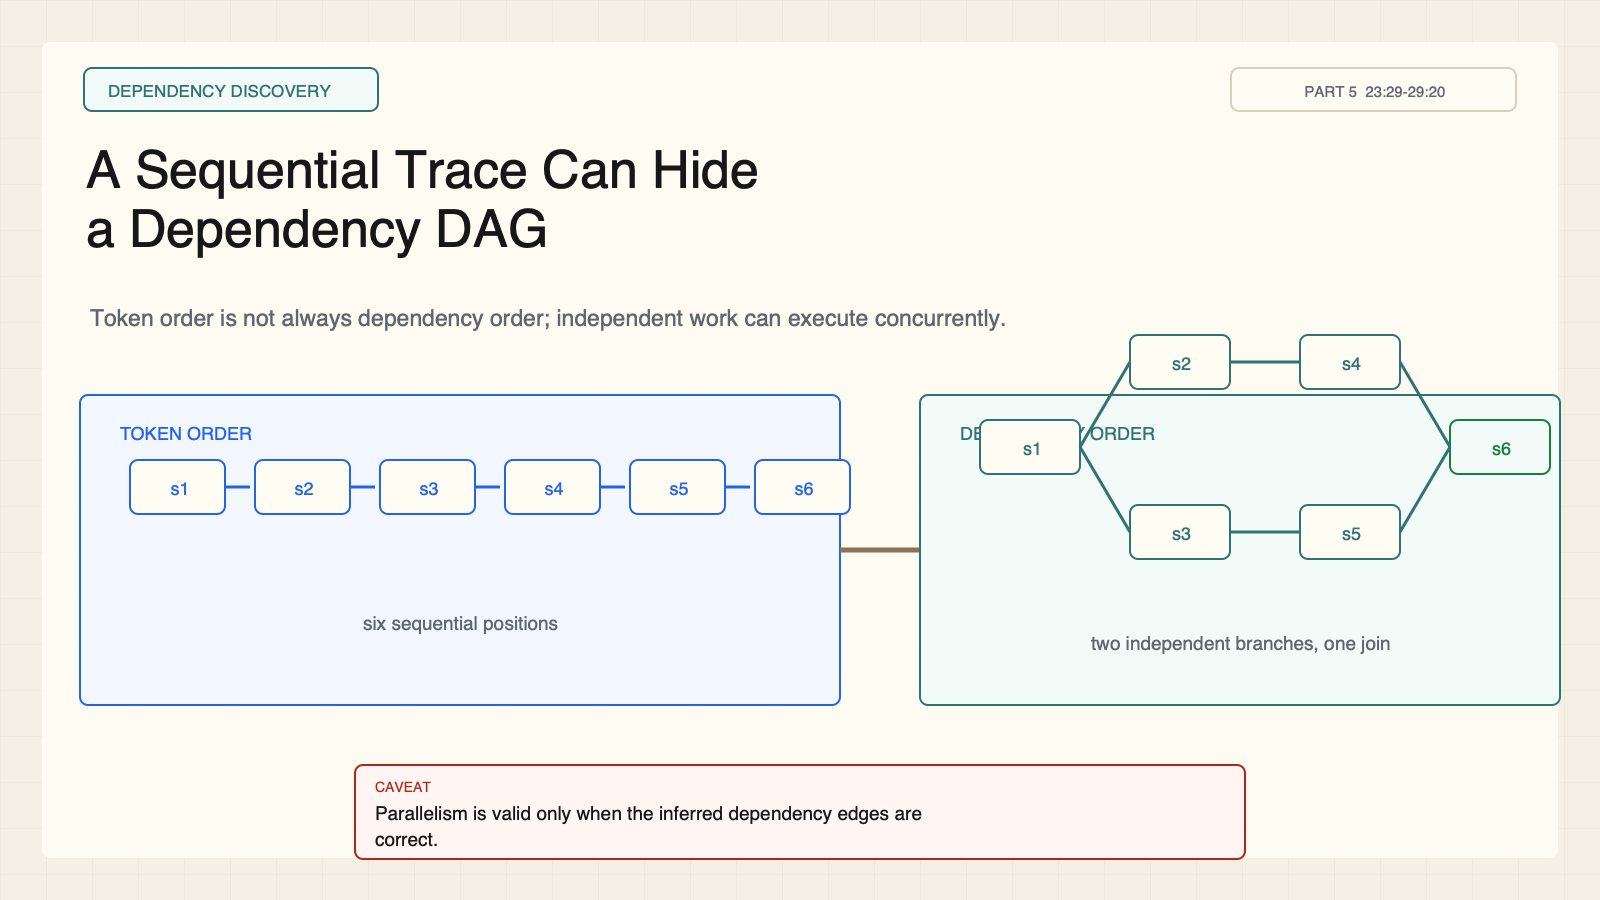 DEPENDENCY DISCOVERY
PART 5 23:29-29:20
A Sequential Trace Can Hide
a Dependency DAG
Token order is not always dependency order; independent work can execute concurrently.
TOKEN ORDER
s1
s2
s3
s4
s5
s6
six sequential positions
ORDER
s2
s4
s1
s6
s3
s5
two independent branches, one join
CAVEAT
Parallelism is valid only when the inferred dependency edges are
correct.